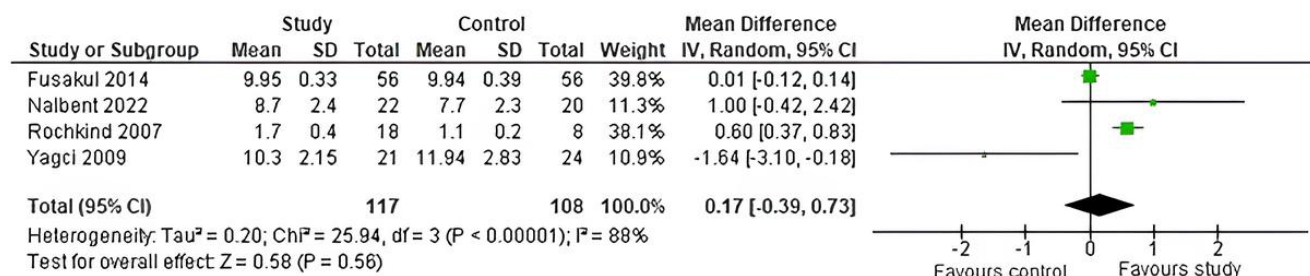 Study Control Mean Difference Mean Difference
Study or Subgroup Mean SD Total Mean SD Total Weight IV, Random, 95% CI IV, Random, 95% CI
Fusakul 2014 9.95 0.33 56 9.94 0.39 56 39.8% 0.01 [-0.12, 0.14]
Nalbent 2022 8.7 2.4 22 7.7 2.3 20 11.3% 1.00 [-0.42, 2.42]
Rochkind 2007 1.7 0.4 18 1.1 0.2 8 38.1% 0.60 [0.37, 0.83]
Yagci 2009 10.3 2.15 21 11.94 2.83 24 10.9% -1.64 [-3.10, -0.18]
Total (95% CI) 117 108 100.0% 0.17 [-0.39, 0.73]
Heterogeneity: Tau² = 0.20; Chi² = 25.94, df = 3 (P < 0.00001); I² = 88%
Test for overall effect: Z = 0.58 (P = 0.56)
-2 -1 0 1 2
Favours control Favours study